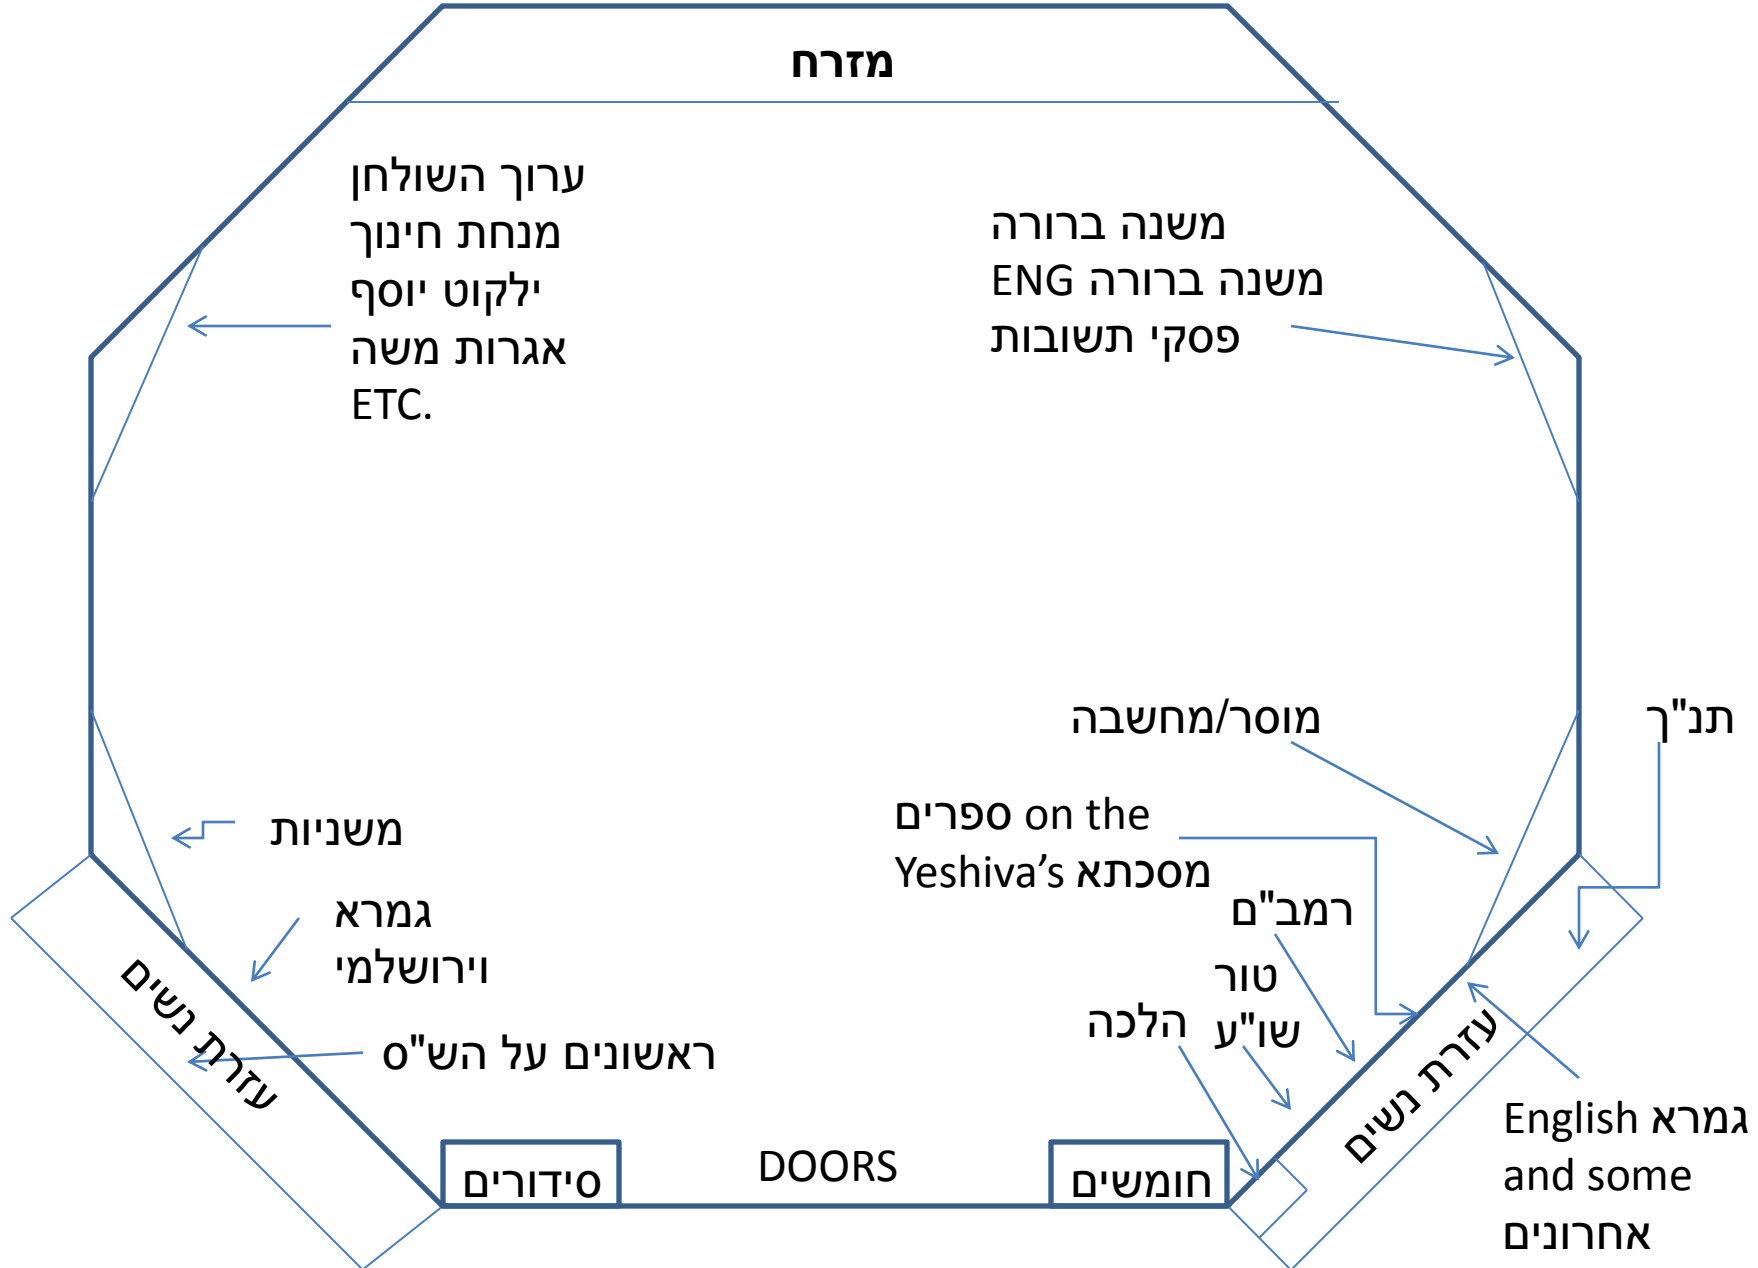 מזרח
ערוך השולחן
מנחת חינוך
ילקוט יוסף
אגרות משה
ETC.
משנה ברורה
משנה ברורה ENG
פסקי תשובות
מוסר/מחשבה
תנ"ך
ספרים on the
Yeshiva's מסכתא
רמב"ם
טור
שו"ע
הלכה
משניות
גמרא
וירושלמי
ראשונים על הש"ס
עזרת נשים
עזרת נשים
סידורים
DOORS
חומשים
English גמרא
and some
אחרונים